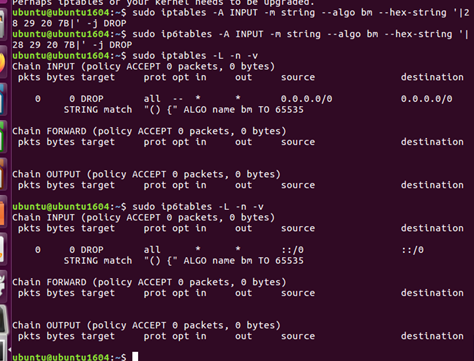 Perhaps iptables or your kernel needs to be upgraded.
ubuntu@ubuntu1604:~$ sudo iptables -A INPUT -m string --algo bm --hex-string '|2
8 29 20 7B|' -j DROP
ubuntu@ubuntu1604:~$ sudo ip6tables -A INPUT -m string --algo bm --hex-string '|
28 29 20 7B|' -j DROP
ubuntu@ubuntu1604:~$ sudo iptables -L -n -v
Chain INPUT (policy ACCEPT 0 packets, 0 bytes)
pkts bytes target prot opt in out source destination
0 0 DROP all -- * * 0.0.0.0/0 0.0.0.0/0
STRING match "() {" ALGO name bm TO 65535
Chain FORWARD (policy ACCEPT 0 packets, 0 bytes)
pkts bytes target prot opt in out source destination
Chain OUTPUT (policy ACCEPT 0 packets, 0 bytes)
pkts bytes target prot opt in out source destination
ubuntu@ubuntu1604:~$ sudo ip6tables -L -n -v
Chain INPUT (policy ACCEPT 0 packets, 0 bytes)
pkts bytes target prot opt in out source destination
0 0 DROP all * * ::/0 ::/0
STRING match "() {" ALGO name bm TO 65535
Chain FORWARD (policy ACCEPT 0 packets, 0 bytes)
pkts bytes target prot opt in out source destination
Chain OUTPUT (policy ACCEPT 0 packets, 0 bytes)
pkts bytes target prot opt in out source destination
ubuntu@ubuntu1604:~$